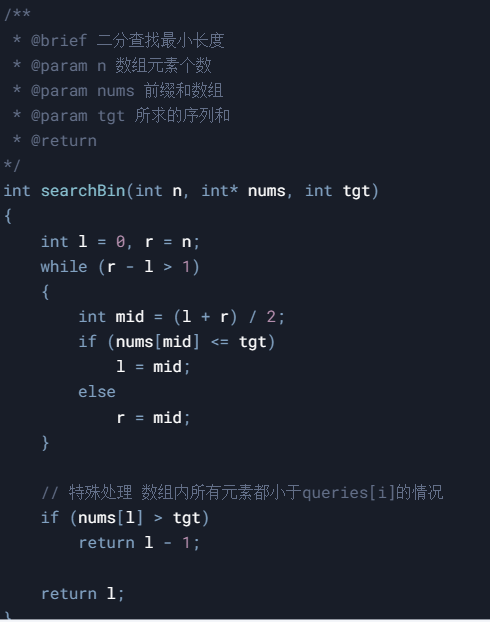 /**
 * @brief 二分查找最小长度
 * @param n 数组元素个数
 * @param nums 前缀和数组
 * @param tgt 所求的序列和
 * @return
*/
int searchBin(int n, int* nums, int tgt)
{
    int l = 0, r = n;
    while (r - l > 1)
    {
        int mid = (l + r) / 2;
        if (nums[mid] <= tgt)
            l = mid;
        else
            r = mid;
    }

    // 特殊处理 数组内所有元素都小于queries[i]的情况
    if (nums[l] > tgt)
        return l - 1;

    return l;
}